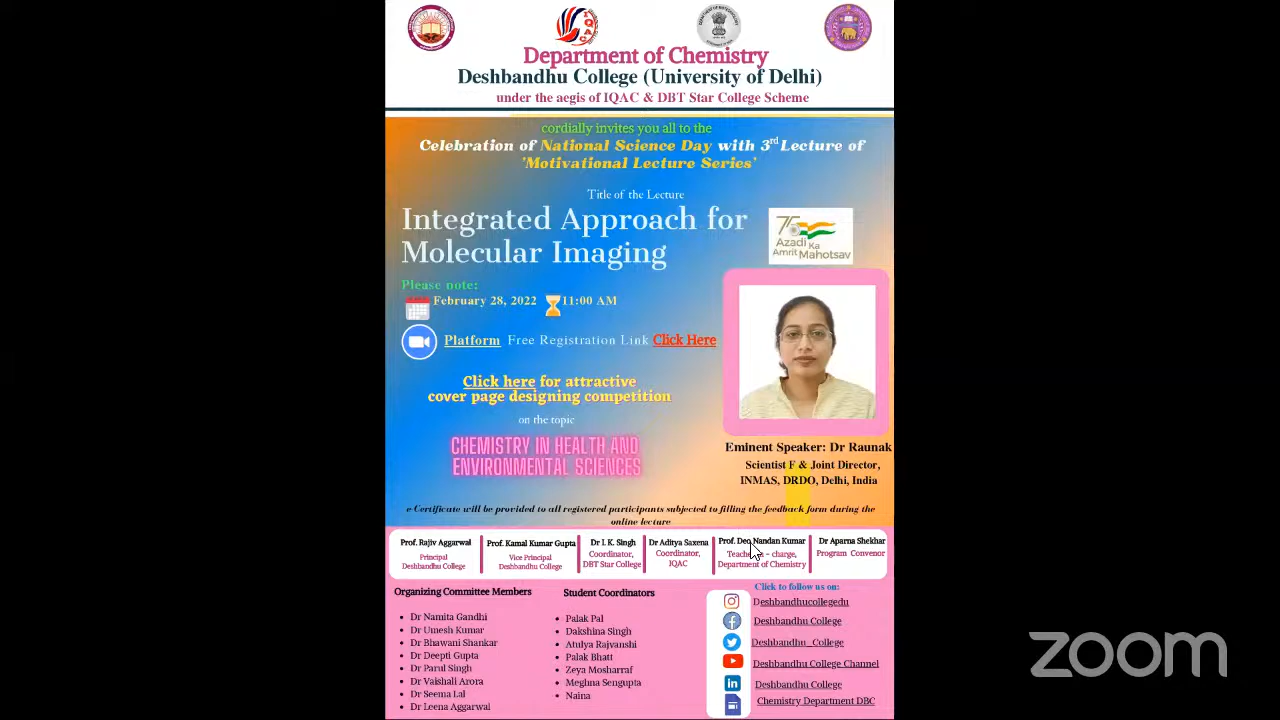 Department of Chemistry
Deshbandhu College (University of Delhi)
under the aegis of IQAC & DBT Star College Scheme
cordially invites you all to the
Celebration of National Science Day with 3rd Lecture of
'Motivational Lecture Series'
Title of the Lecture
Integrated Approach for
Molecular Imaging
75
Azadi Ka
Amrit Mahotsav
Please note:
February 28, 2022 11:00 AM
Platform Free Registration Link Click Here
Click here for attractive
cover page designing competition
on the topic
CHEMISTRY IN HEALTH AND
ENVIRONMENTAL SCIENCES
Eminent Speaker: Dr Raunak
Scientist F & Joint Director,
INMAS, DRDO, Delhi, India
e Certificate will be provided to all registered participants subjected to filling the feedback form during the
online lecture
Prof. Rajiv Aggarwal
Principal
Deshbandhu College
Prof. Kamal Kumar Gupta
Vice Principal
Deshbandhu College
Dr I. K. Singh
Coordinator,
DBT Star College
Dr Aditya Saxena
Coordinator,
IQAC
Prof. Deo Nandan Kumar
charge,
Department of Chemistry
Dr Aparna Shekhar
Program Convenor
Organizing Committee Members
Dr Namita Gandhi
Dr Umesh Kumar
Dr Bhawani Shankar
Dr Deepti Gupta
Dr Parul Singh
Dr Vaishali Arora
Dr Seema Lal
Dr Leena Aggarwal
Student Coordinators
Palak Pal
Dakshina Singh
Atulya Rajvanshi
Palak Bhatt
Zeya Mosharraf
Meghna Sengupta
Naina
Click to follow us on:
Deshbandhucollegedu
Deshbandhu College
Deshbandhu_College
Deshbandhu College Channel
Deshbandhu College
Chemistry Department DBC
zoom